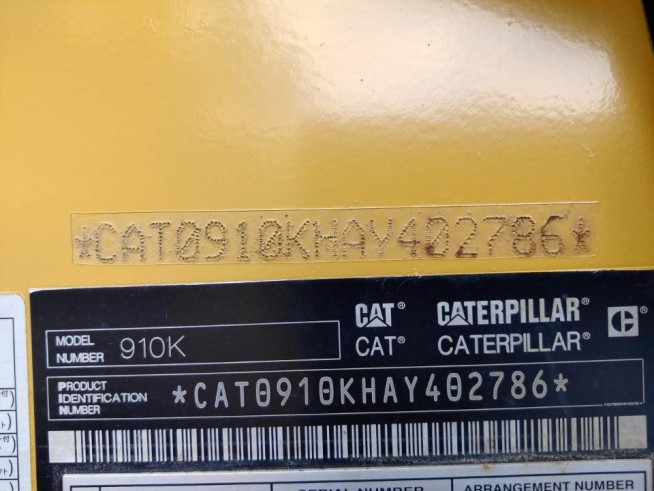 *CAT0910KHAY402786*
CAT® CATERPILLAR®
MODEL NUMBER 910K
CAT® CATERPILLAR®
PRODUCT IDENTIFICATION NUMBER *CAT0910KHAY402786*
SERIAL NUMBER ARRANGEMENT NUMBER